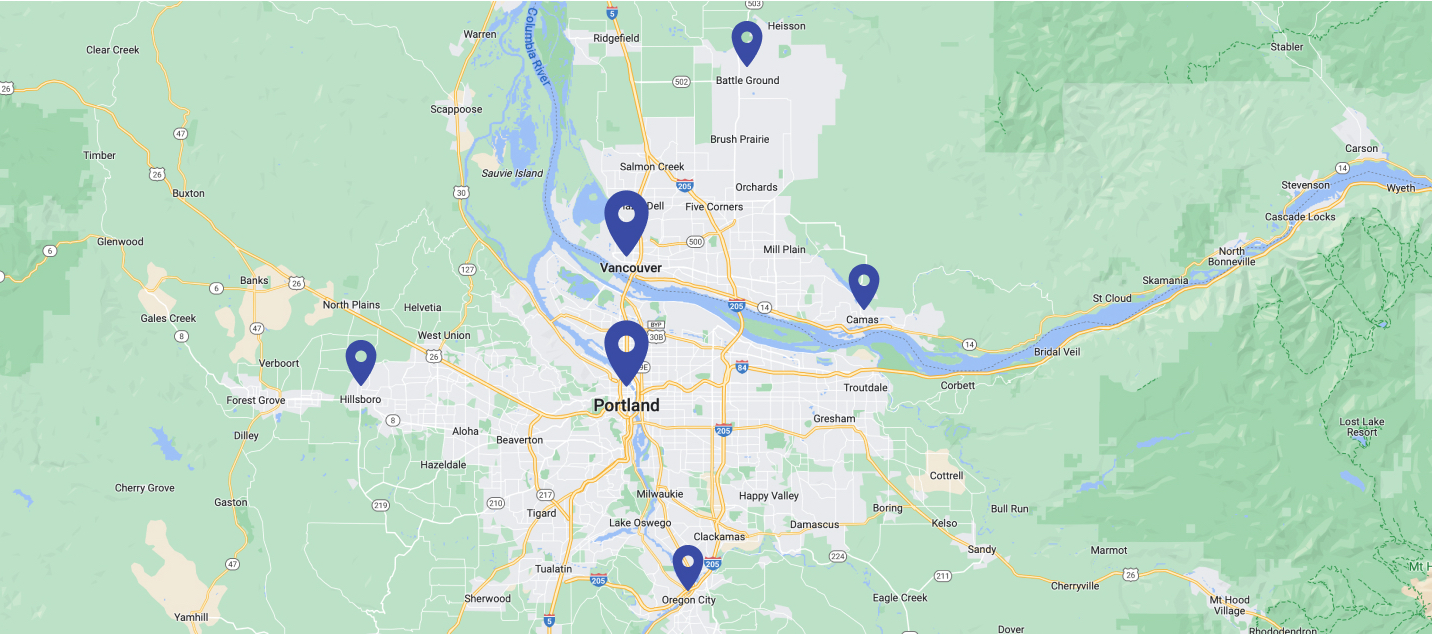 503
Heisson
5
Columbia River
Warren
Ridgefield
Clear Creek
Stabler
Battle Ground
502
26
Scappoose
47
Brush Prairie
Timber
Salmon Creek
Carson
14
26
Sauvie Island
205
Stevenson
Wyeth
Buxton
30
Orchards
Dell
Five Corners
Cascade Locks
Glenwood
500
6
Mill Plain
North
Bonneville
127
Vancouver
Banks
26
Skamania
6
North Plains
Helvetia
205
14
St Cloud
Gales Creek
Camas
47
BYP
30B
8
West Union
14
26
Bridal Veil
Verboort
84
Troutdale
Corbett
Forest Grove
Hillsboro
Portland
8
Gresham
Lost Lake
Resort
Dilley
Aloha
Beaverton
205
Hazeldale
Cottrell
Cherry Grove
Gaston
219
210
217
Milwaukie
Happy Valley
Tigard
Boring
Bull Run
Lake Oswego
Damascus
Kelso
Clackamas
Sandy
Marmot
224
47
Tualatin
205
205
211
26
Mt H
Cherryville
Sherwood
Oregon City
Eagle Creek
Mt Hood
Village
Yamhill
5
Dover
Rhododendron